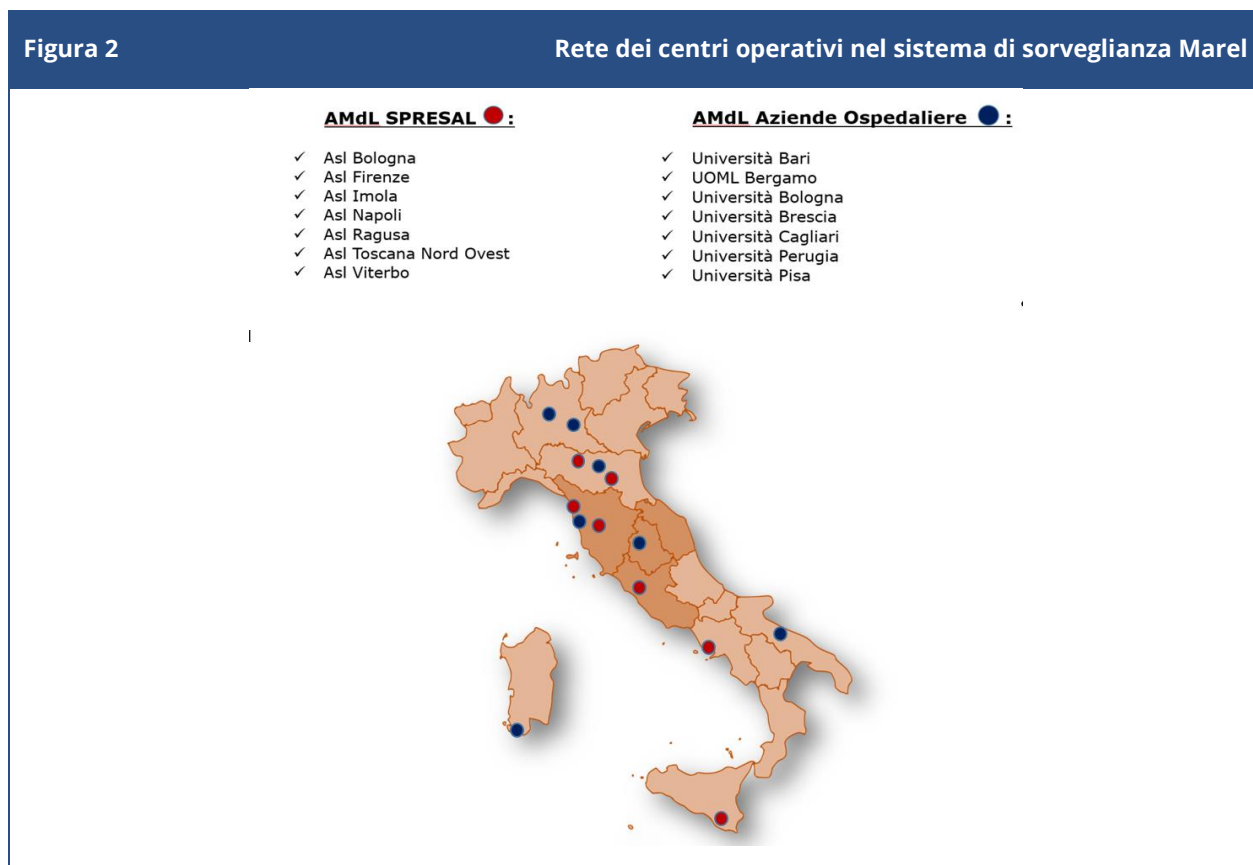 Figura 2
Rete dei centri operativi nel sistema di sorveglianza Marel
AMdL SPRESAL :
✓ Asl Bologna
✓ Asl Firenze
✓ Asl Imola
✓ Asl Napoli
✓ Asl Ragusa
✓ Asl Toscana Nord Ovest
✓ Asl Viterbo
AMdL Aziende Ospedaliere :
✓ Università Bari
✓ UOML Bergamo
✓ Università Bologna
✓ Università Brescia
✓ Università Cagliari
✓ Università Perugia
✓ Università Pisa